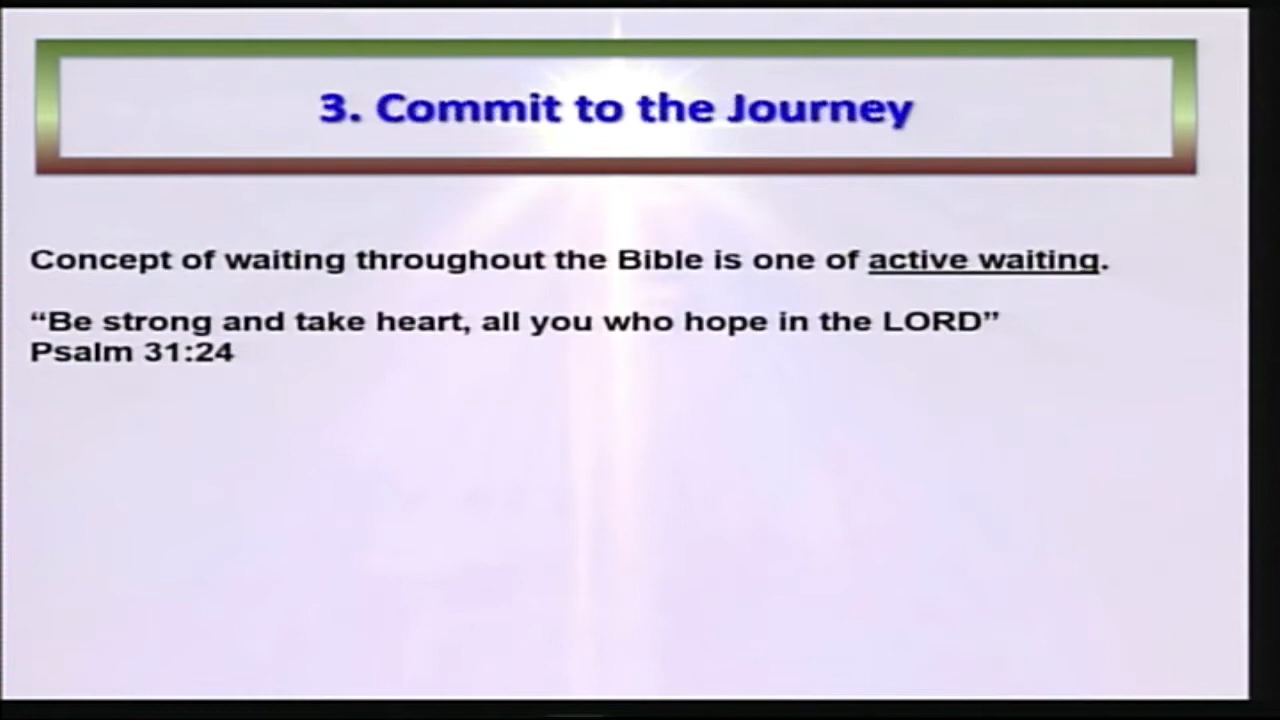 3. Commit to the Journey
Concept of waiting throughout the Bible is one of active waiting.
“Be strong and take heart, all you who hope in the LORD”
Psalm 31:24